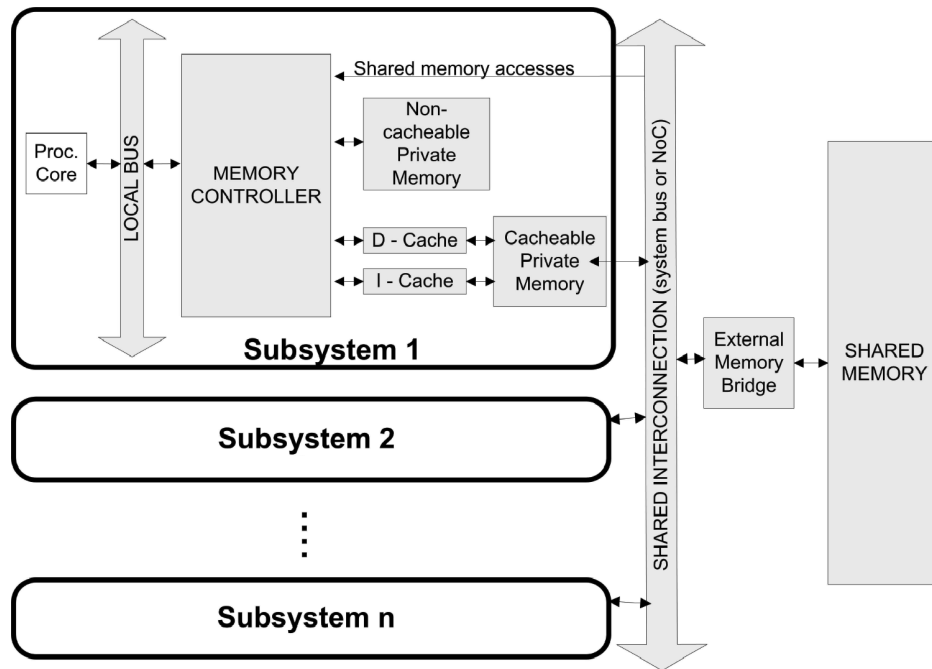 Shared memory accesses
Non-
cacheable
Private
Memory
Proc.
Core
LOCAL BUS
MEMORY
CONTROLLER
D - Cache
I - Cache
Cacheable
Private
Memory
Subsystem 1
SHARED INTERCONNECTION (system bus or NoC)
External
Memory
Bridge
SHARED
MEMORY
Subsystem 2
Subsystem n